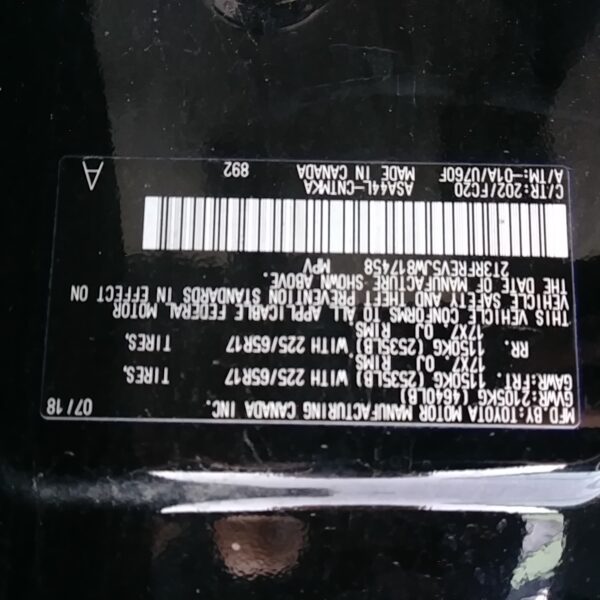 MFD BY: TOYOTA MOTOR MANUFACTURING CANADA INC. 07/18
GVWR: 2105KG (4640LB)
GAWR:FRT. 1150KG (2535LB) WITH 225/65R17 TIRES,
17X7.0J RIMS
RR. 1150KG (2535LB) WITH 225/65R17 TIRES,
17X7.0J RIMS
THIS VEHICLE CONFORMS TO ALL APPLICABLE FEDERAL MOTOR
VEHICLE SAFETY AND THEFT PREVENTION STANDARDS IN EFFECT ON
THE DATE OF MANUFACTURE SHOWN ABOVE.
2T3RFREV5JW817458 MPV
C/TR:202/FC20 ASA44L-CNTMKA 892 A
A/TM:-01A/U760F MADE IN CANADA